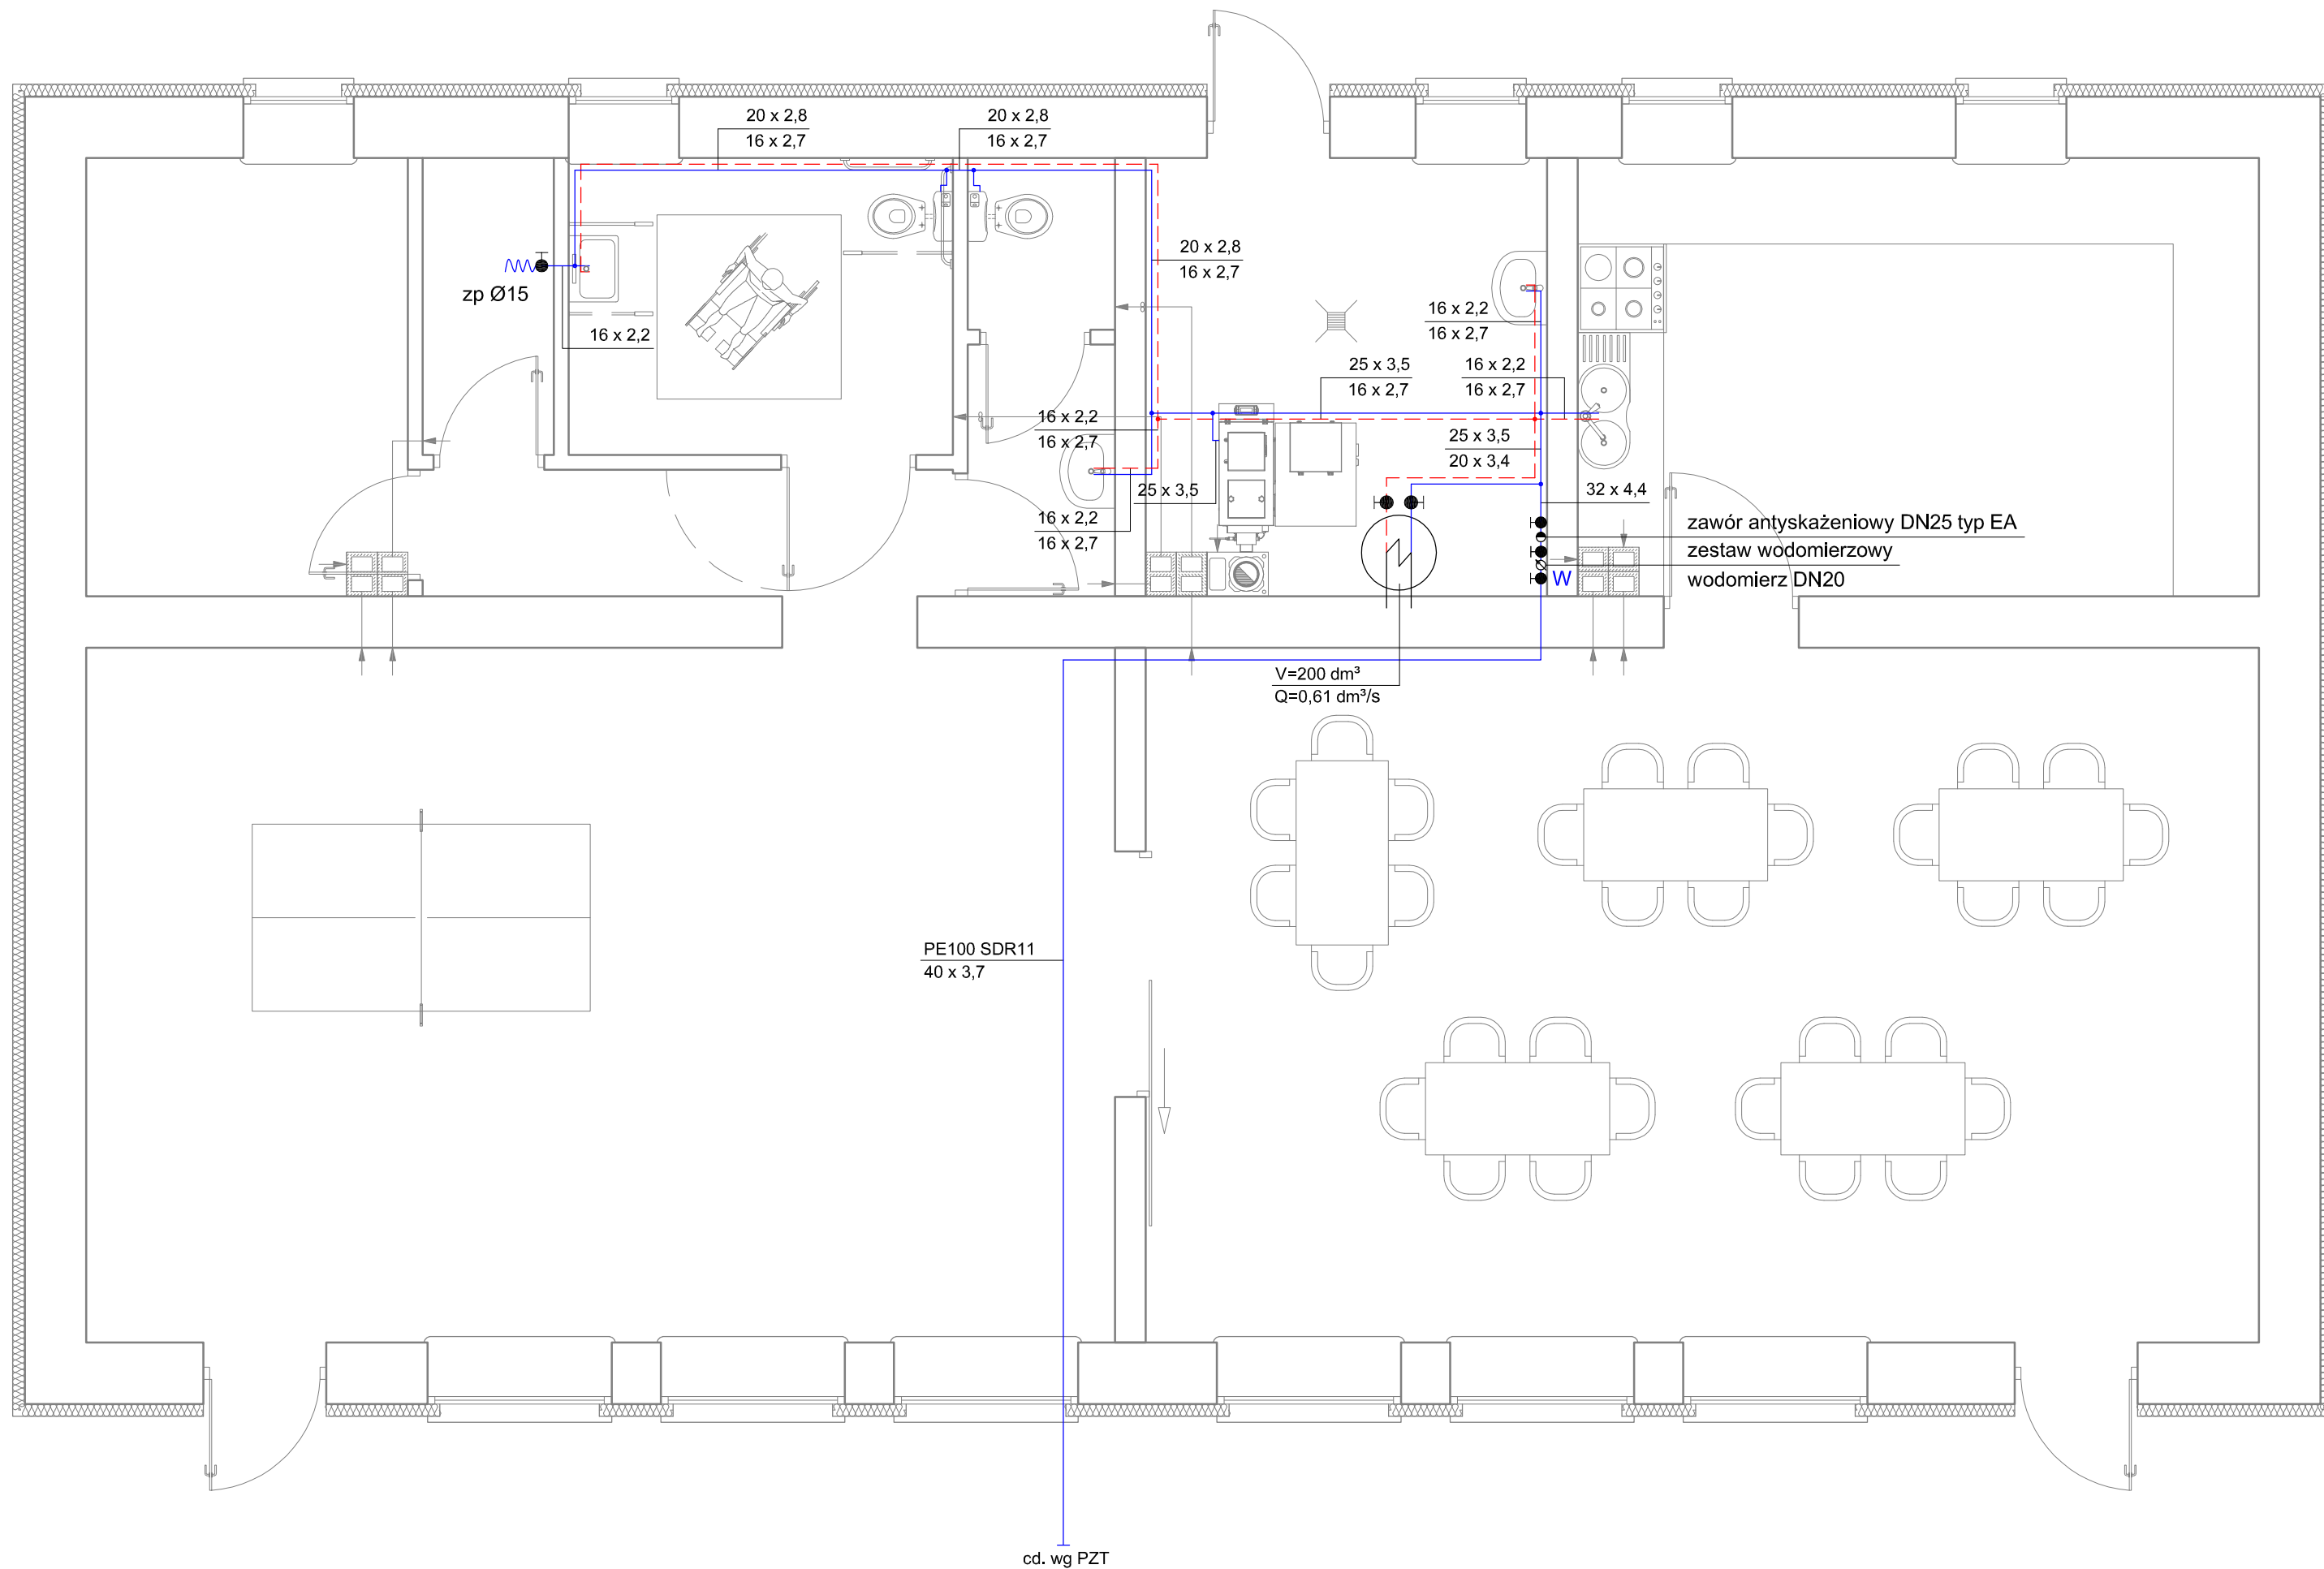 20 x 2,8
16 x 2,7
20 x 2,8
16 x 2,7
20 x 2,8
16 x 2,7
zp Ø15
16 x 2,2
16 x 2,2
16 x 2,7
25 x 3,5
16 x 2,7
16 x 2,2
16 x 2,7
16 x 2,2
16 x 2,7
25 x 3,5
20 x 3,4
25 x 3,5
32 x 4,4
16 x 2,2
16 x 2,7
zawór antyskażeniowy DN25 typ EA
zestaw wodomierzowy
W
wodomierz DN20
V=200 dm³
Q=0,61 dm³/s
PE100 SDR11
40 x 3,7
cd. wg PZT